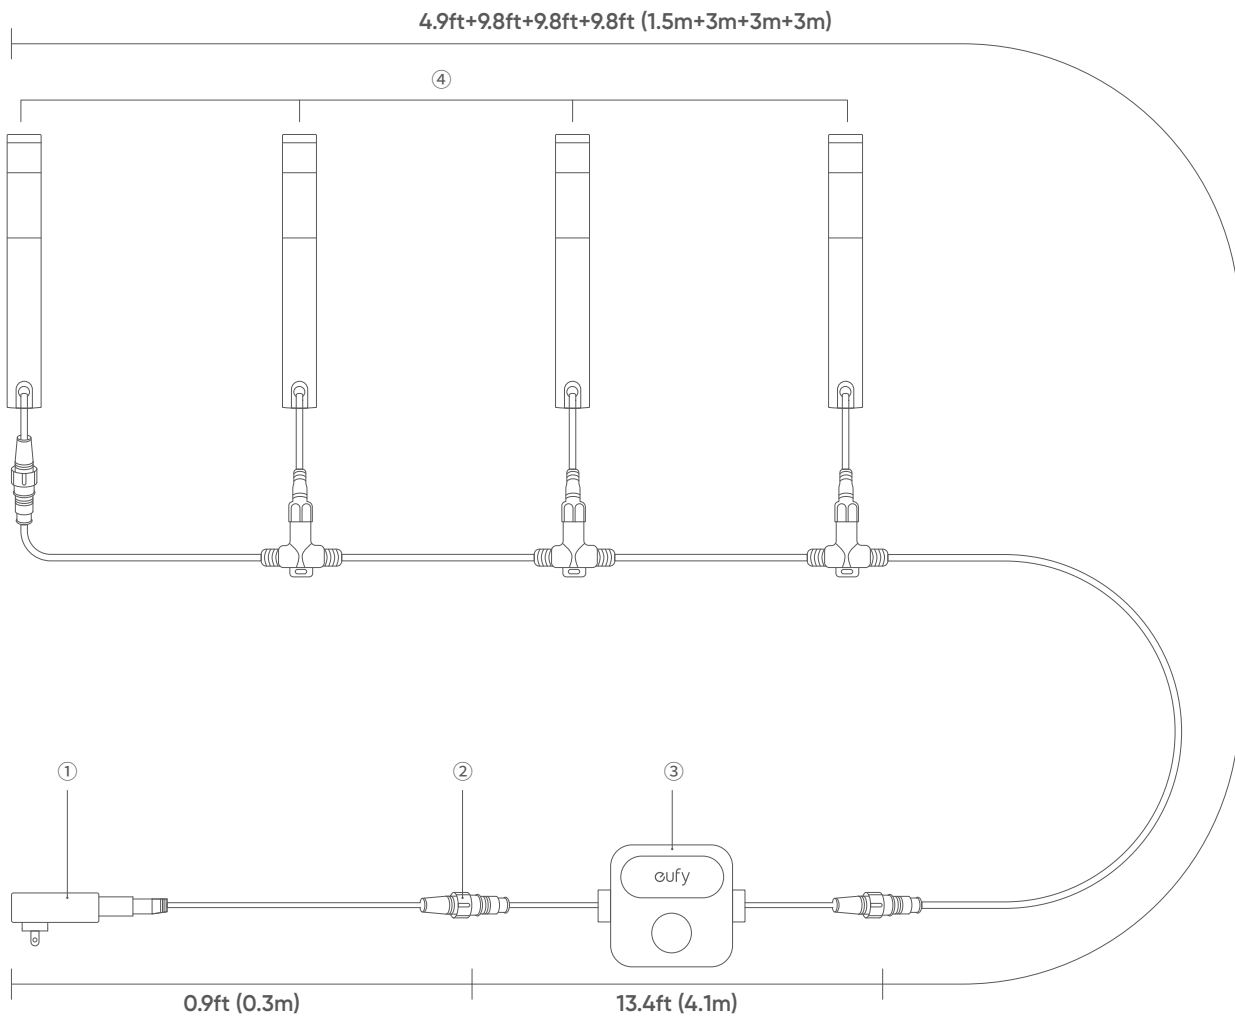 4.9ft+9.8ft+9.8ft+9.8ft (1.5m+3m+3m+3m)
④
①
②
③
eufy
0.9ft (0.3m)
13.4ft (4.1m)